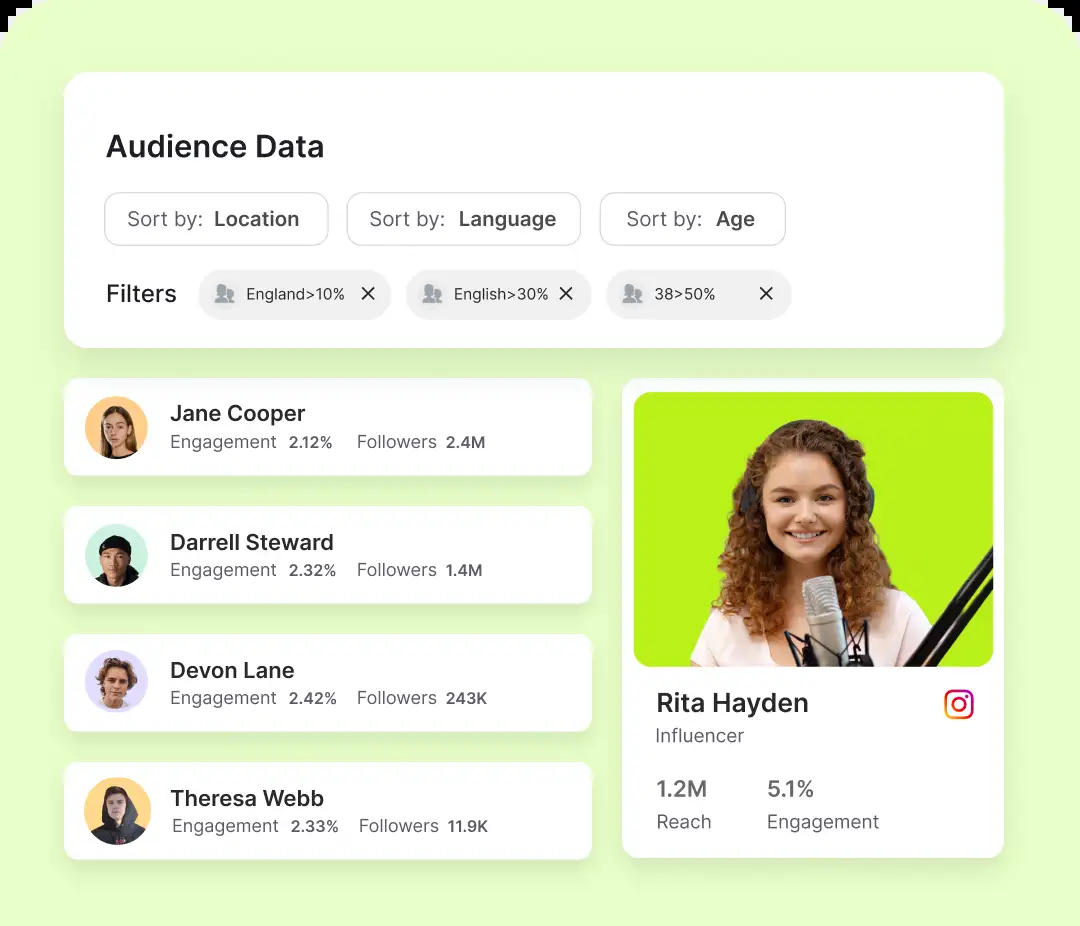 Audience Data
Sort by: Location
Sort by: Language
Sort by: Age
Filters
England>10%
English>30%
38>50%
Jane Cooper
Engagement 2.12% Followers 2.4M
Darrell Steward
Engagement 2.32% Followers 1.4M
Devon Lane
Engagement 2.42% Followers 243K
Theresa Webb
Engagement 2.33% Followers 11.9K
Rita Hayden
Influencer
1.2M 5.1%
Reach Engagement